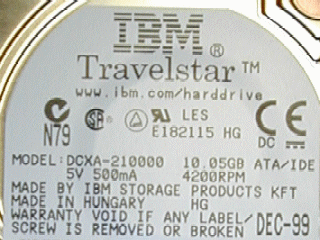 IBM®
Travelstar™
www.ibm.com/harddrive
LES
N79 E182115 HG DC
MODEL:DCXA-210000 10.05GB ATA/IDE
5V 500mA 4200RPM
MADE BY IBM STORAGE PRODUCTS KFT
MADE IN HUNGARY HG
WARRANTY VOID IF ANY LABEL/ DEC-99
SCREW IS REMOVED OR BROKEN